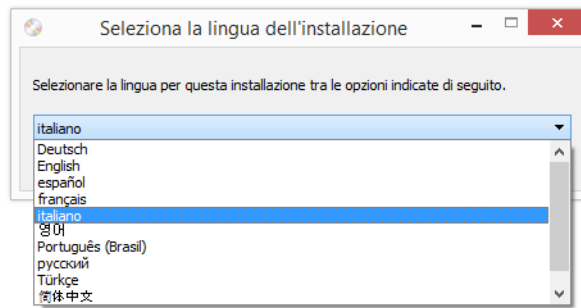 Seleziona la lingua dell'installazione
Selezionare la lingua per questa installazione tra le opzioni indicate di seguito.
italiano
Deutsch
English
español
français
italiano
영어
Português (Brasil)
русский
Türkçe
简体中文